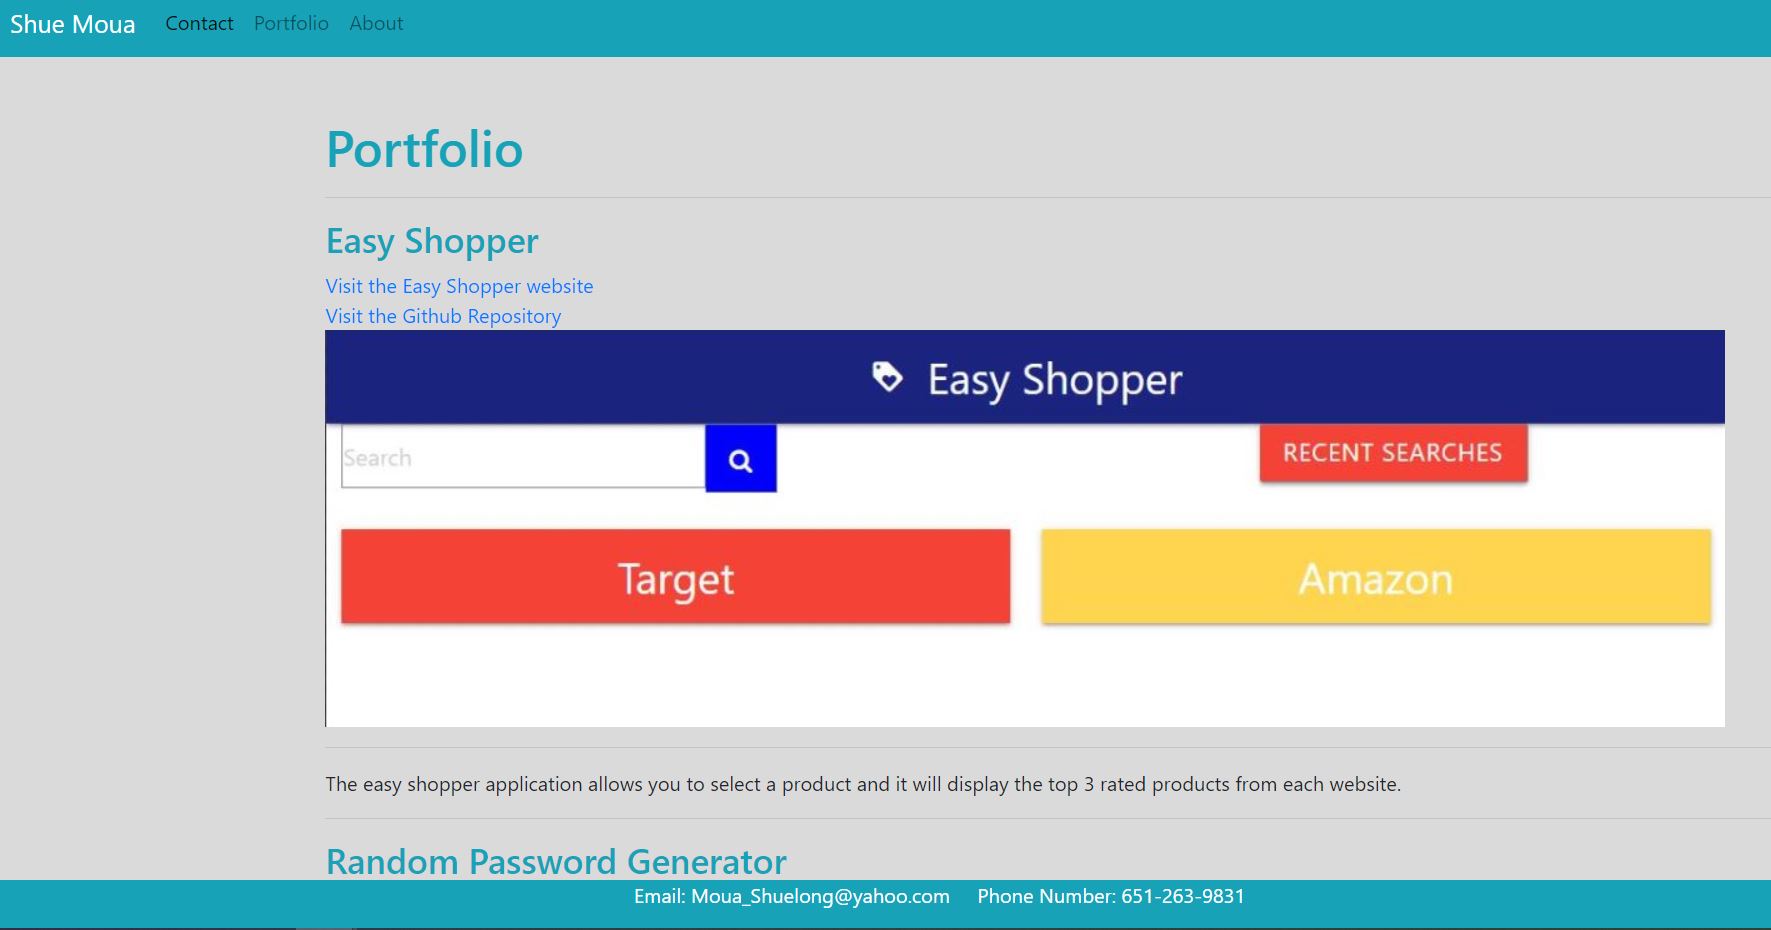 Shue Moua Contact Portfolio About
Portfolio
Easy Shopper
Visit the Easy Shopper website
Visit the Github Repository
Easy Shopper
Search
RECENT SEARCHES
Target
Amazon
The easy shopper application allows you to select a product and it will display the top 3 rated products from each website.
Random Password Generator
Email: Moua_Shuelong@yahoo.com Phone Number: 651-263-9831